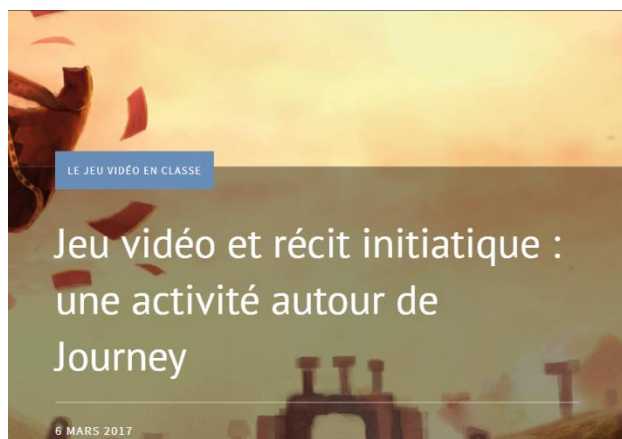 LE JEU VIDÉO EN CLASSE
Jeu vidéo et récit initiatique :
une activité autour de
Journey
6 MARS 2017